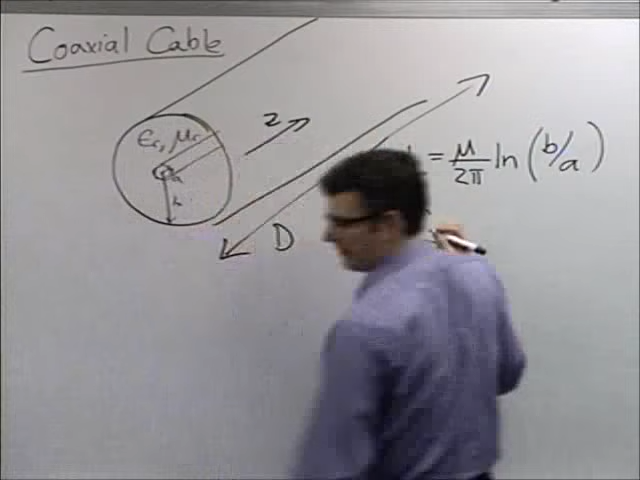 Coaxial Cable
εr, μr
a
b
z
D
= μ/2π ln (b/a)